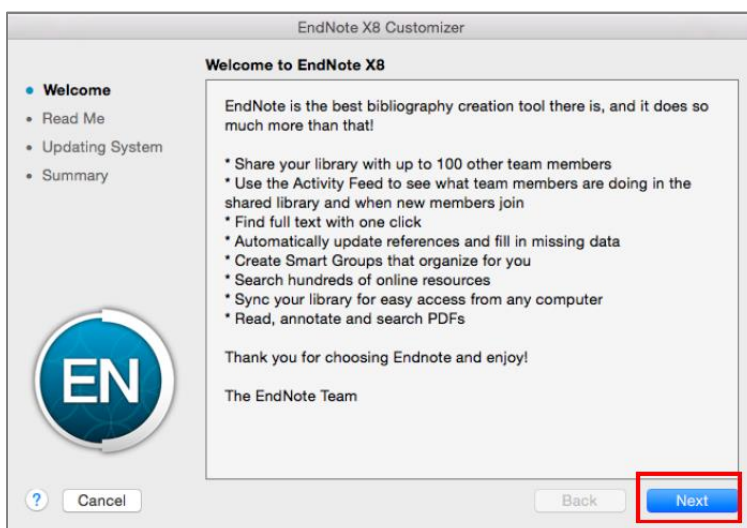 EndNote X8 Customizer
Welcome to EndNote X8
Welcome
Read Me
Updating System
Summary
EndNote is the best bibliography creation tool there is, and it does so
much more than that!
* Share your library with up to 100 other team members
* Use the Activity Feed to see what team members are doing in the
shared library and when new members join
* Find full text with one click
* Automatically update references and fill in missing data
* Create Smart Groups that organize for you
* Search hundreds of online resources
* Sync your library for easy access from any computer
* Read, annotate and search PDFs
Thank you for choosing Endnote and enjoy!
The EndNote Team
EN
? Cancel Back Next